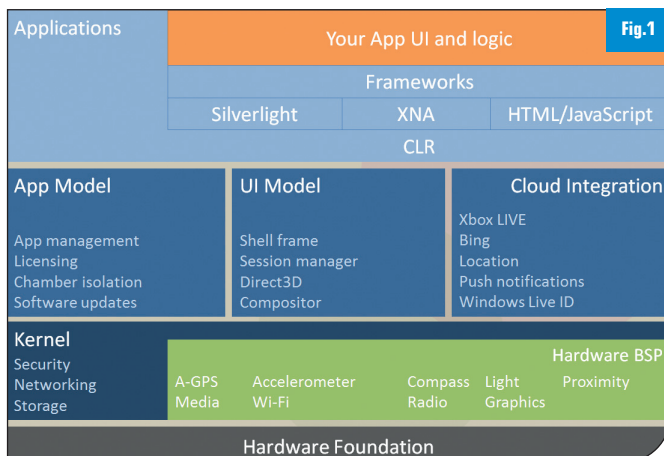 Applications
Your App UI and logic
Fig.1
Frameworks
Silverlight XNA HTML/JavaScript
CLR
App Model
App management
Licensing
Chamber isolation
Software updates
UI Model
Shell frame
Session manager
Direct3D
Compositor
Cloud Integration
Xbox LIVE
Bing
Location
Push notifications
Windows Live ID
Kernel
Security
Networking
Storage
Hardware BSP
A-GPS Accelerometer Compass Light Proximity
Media Wi-Fi Radio Graphics
Hardware Foundation